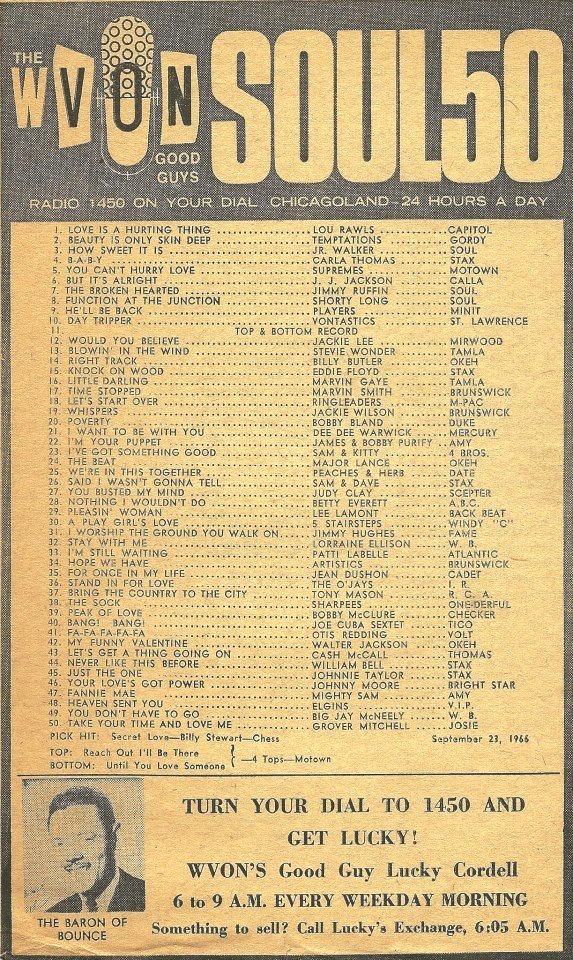 THE
WVON
GOOD
GUYS
SOUL50
RADIO 1450 ON YOUR DIAL CHICAGOLAND–24 HOURS A DAY
1. LOVE IS A HURTING THING ........ LOU RAWLS ........ CAPITOL
2. BEAUTY IS ONLY SKIN DEEP ........ TEMPTATIONS ........ GORDY
3. HOW SWEET IT IS ........ JR. WALKER ........ SOUL
4. B-A-B-Y ........ CARLA THOMAS ........ STAX
5. YOU CAN'T HURRY LOVE ........ SUPREMES ........ MOTOWN
6. BUT IT'S ALRIGHT ........ J. J. JACKSON ........ CALLA
7. THE BROKEN HEARTED ........ JIMMY RUFFIN ........ SOUL
8. FUNCTION AT THE JUNCTION ........ SHORTY LONG ........ SOUL
9. HE'LL BE BACK ........ PLAYERS ........ MINIT
10. DAY TRIPPER ........ VONTASTICS ........ ST. LAWRENCE
11. TOP & BOTTOM RECORD
12. WOULD YOU BELIEVE ........ JACKIE LEE ........ MIRWOOD
13. BLOWIN' IN THE WIND ........ STEVIE WONDER ........ TAMLA
14. RIGHT TRACK ........ BILLY BUTLER ........ OKEH
15. KNOCK ON WOOD ........ EDDIE FLOYD ........ STAX
16. LITTLE DARLING ........ MARVIN GAYE ........ TAMLA
17. TIME STOPPED ........ MARVIN SMITH ........ BRUNSWICK
18. LET'S START OVER ........ RINGLEADERS ........ M-PAC
19. WHISPERS ........ JACKIE WILSON ........ BRUNSWICK
20. POVERTY ........ BOBBY BLAND ........ DUKE
21. I WANT TO BE WITH YOU ........ DEE DEE WARWICK ........ MERCURY
22. I'M YOUR PUPPET ........ JAMES & BOBBY PURIFY ........ AMY
23. I'VE GOT SOMETHING GOOD ........ SAM & KITTY ........ 4 BROS.
24. THE BEAT ........ MAJOR LANCE ........ OKEH
25. WE'RE IN THIS TOGETHER ........ PEACHES & HERB ........ DATE
26. SAID I WASN'T GONNA TELL ........ SAM & DAVE ........ STAX
27. YOU BUSTED MY MIND ........ JUDY CLAY ........ SCEPTER
28. NOTHING I WOULDN'T DO ........ BETTY EVERETT ........ A.B.C.
29. PLEASIN' WOMAN ........ LEE LAMONT ........ BACK BEAT
30. A PLAY GIRL'S LOVE ........ 5 STAIRSTEPS ........ WINDY "C"
31. I WORSHIP THE GROUND YOU WALK ON ........ JIMMY HUGHES ........ FAME
32. STAY WITH ME ........ LORRAINE ELLISON ........ W. B.
33. I'M STILL WAITING ........ PATTI LABELLE ........ ATLANTIC
34. HOPE WE HAVE ........ ARTISTICS ........ BRUNSWICK
35. FOR ONCE IN MY LIFE ........ JEAN DUSHON ........ CADET
36. STAND IN FOR LOVE ........ THE O'JAYS ........ I. R.
37. BRING THE COUNTRY TO THE CITY ........ TONY MASON ........ R. C. A.
38. THE SOCK ........ SHARPEES ........ ONE-DERFUL
39. PEAK OF LOVE ........ BOBBY McCLURE ........ CHECKER
40. BANG! BANG! ........ JOE CUBA SEXTET ........ TICO
41. FA-FA-FA-FA-FA ........ OTIS REDDING ........ VOLT
42. MY FUNNY VALENTINE ........ WALTER JACKSON ........ OKEH
43. LET'S GET A THING GOING ON ........ CASH McCALL ........ THOMAS
44. NEVER LIKE THIS BEFORE ........ WILLIAM BELL ........ STAX
45. JUST THE ONE ........ JOHNNIE TAYLOR ........ STAX
46. YOUR LOVE'S GOT POWER ........ JOHNNY MOORE ........ BRIGHT STAR
47. FANNIE MAE ........ MIGHTY SAM ........ AMY
48. HEAVEN SENT YOU ........ ELGINS ........ V.I.P.
49. YOU DON'T HAVE TO GO ........ BIG JAY McNEELY ........ W. B.
50. TAKE YOUR TIME AND LOVE ME ........ GROVER MITCHELL ........ JOSIE
PICK HIT: Secret Love—Billy Stewart—Chess September 23, 1966
TOP: Reach Out I'll Be There
BOTTOM: Until You Love Someone } —4 Tops—Motown
TURN YOUR DIAL TO 1450 AND
GET LUCKY!
WVON'S Good Guy Lucky Cordell
6 to 9 A.M. EVERY WEEKDAY MORNING
Something to sell? Call Lucky's Exchange, 6:05 A.M.
THE BARON OF
BOUNCE